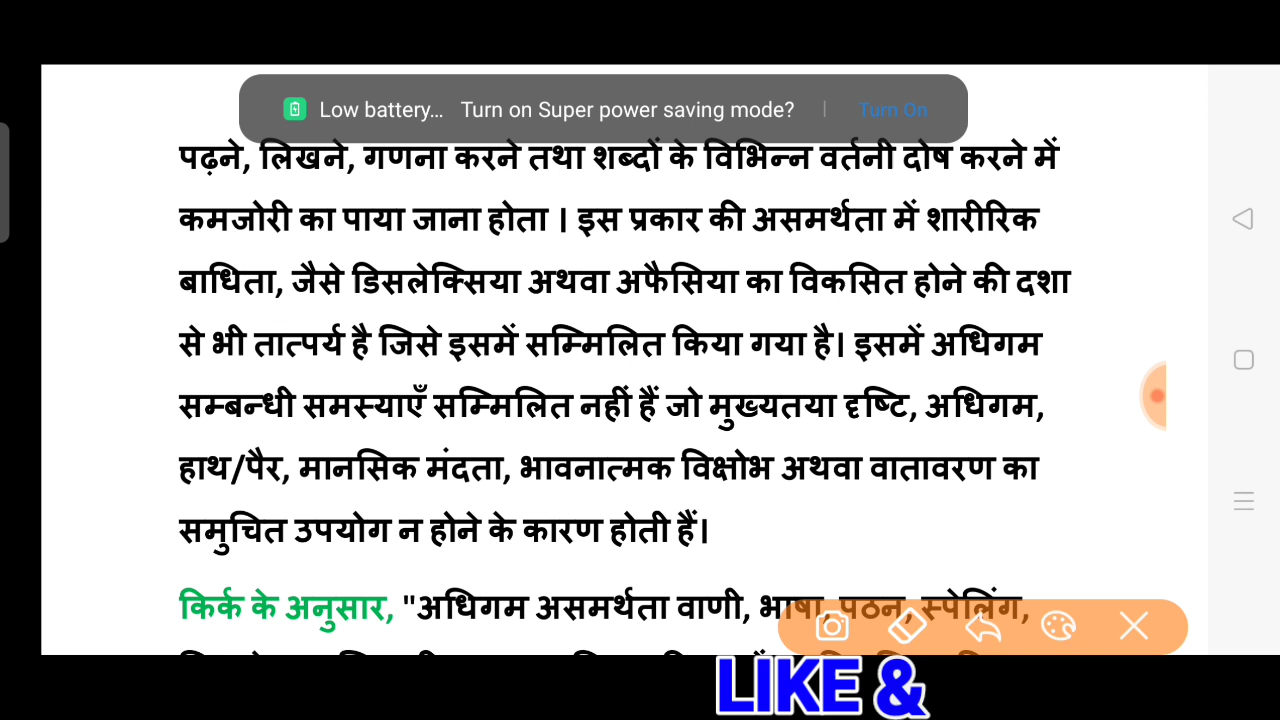 Low battery... Turn on Super power saving mode? Turn On
पढ़ने, लिखने, गणना करने तथा शब्दों के विभिन्न वर्तनी दोष करने में
कमजोरी का पाया जाना होता । इस प्रकार की असमर्थता में शारीरिक
बाधिता, जैसे डिसलेक्सिया अथवा अफैसिया का विकसित होने की दशा
से भी तात्पर्य है जिसे इसमें सम्मिलित किया गया है। इसमें अधिगम
सम्बन्धी समस्याएँ सम्मिलित नहीं हैं जो मुख्यतया दृष्टि, अधिगम,
हाथ/पैर, मानसिक मंदता, भावनात्मक विक्षोभ अथवा वातावरण का
समुचित उपयोग न होने के कारण होती हैं।
किर्क के अनुसार, "अधिगम असमर्थता वाणी, भाषा, पठन, स्पेलिंग,
LIKE &